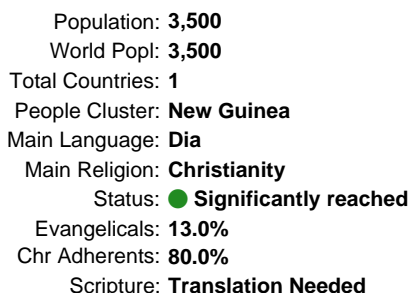 Population: 3,500
World Popl: 3,500
Total Countries: 1
People Cluster: New Guinea
Main Language: Dia
Main Religion: Christianity
Status: Significantly reached
Evangelicals: 13.0%
Chr Adherents: 80.0%
Scripture: Translation Needed